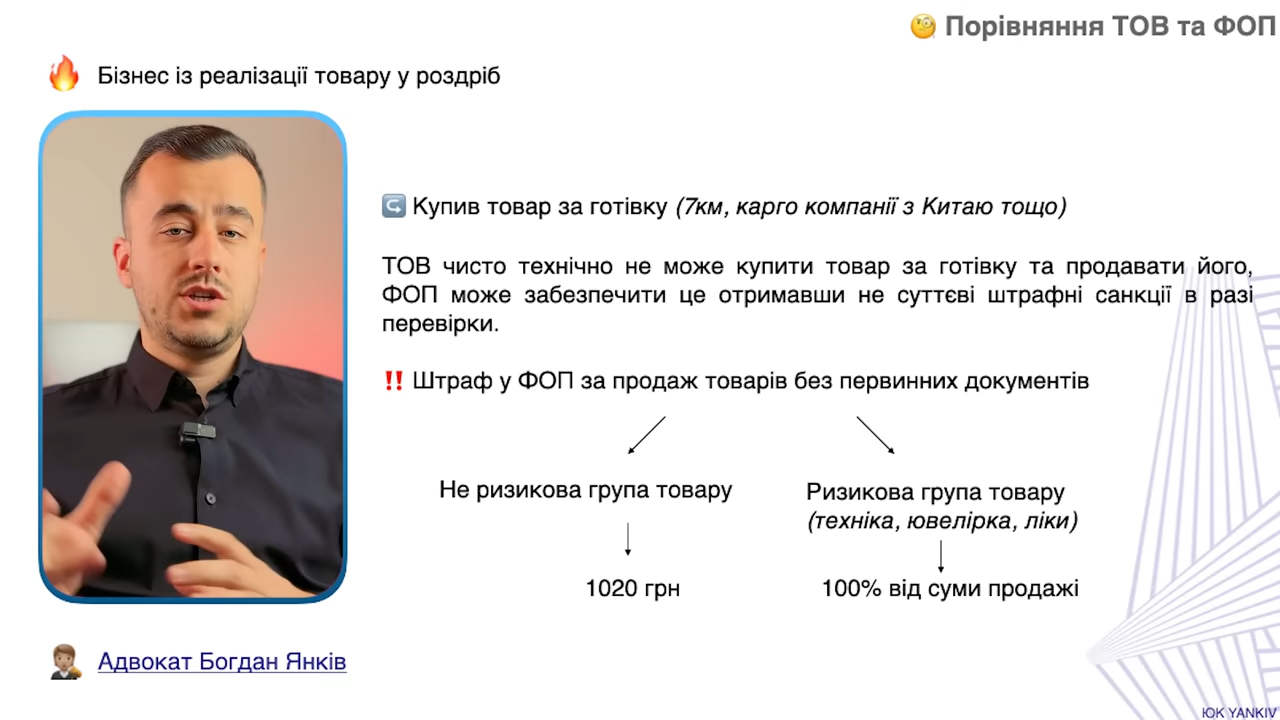 Порівняння ТОВ та ФОП
Бізнес із реалізації товару у роздріб
Купив товар за готівку (7км, карго компанії з Китаю тощо)
ТОВ чисто технічно не може купити товар за готівку та продавати його,
ФОП може забезпечити це отримавши не суттєві штрафні санкції в разі
перевірки.
‼️ Штраф у ФОП за продаж товарів без первинних документів
Не ризикова група товару
Ризикова група товару
(техніка, ювелірка, ліки)
1020 грн
100% від суми продажі
Адвокат Богдан Янків
ЮК YANKIV